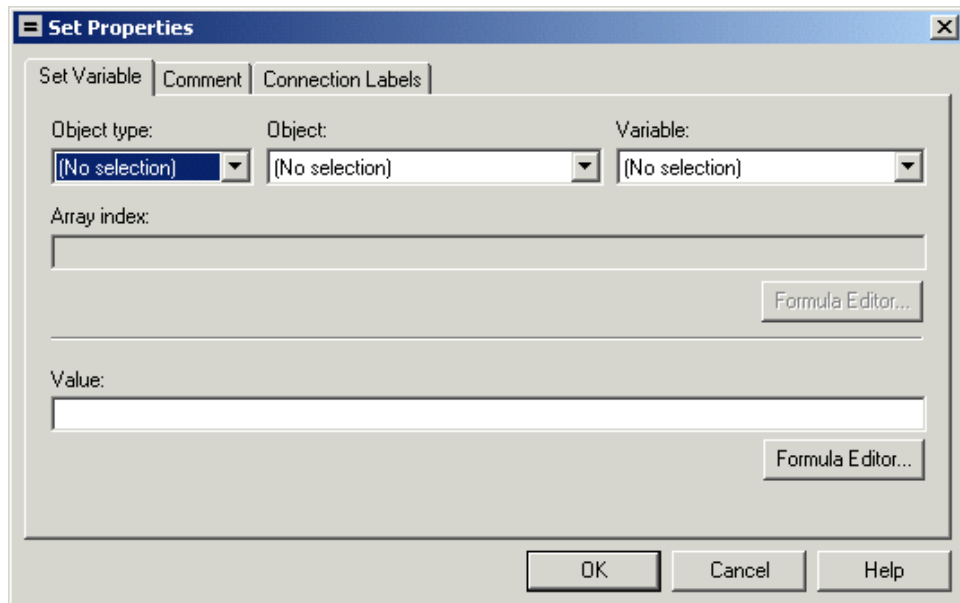 Set Properties
Set Variable Comment Connection Labels
Object type: Object: Variable:
(No selection) (No selection) (No selection)
Array index:
Formula Editor...
Value:
Formula Editor...
OK Cancel Help